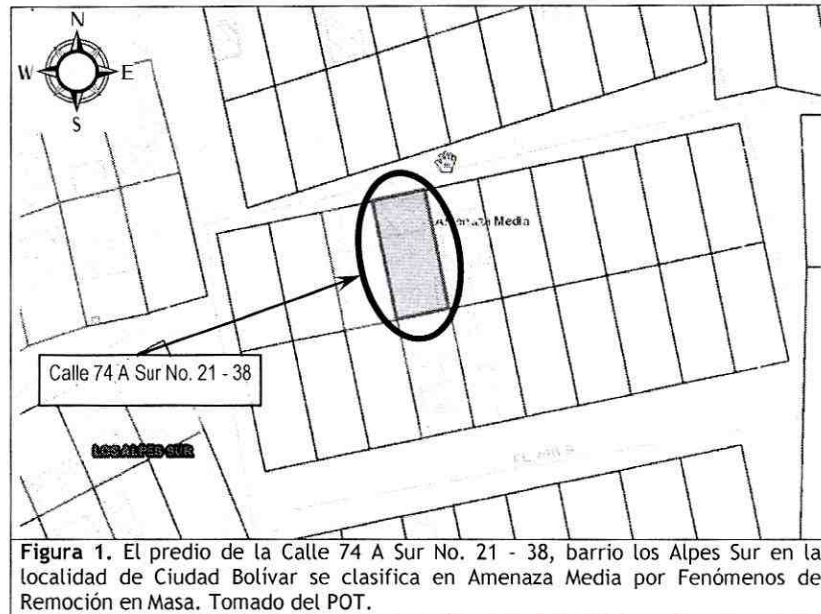 N
W E
S
Amenaza Media
Calle 74 A Sur No. 21 - 38
LOS ALPES SUR
Figura 1. El predio de la Calle 74 A Sur No. 21 - 38, barrio los Alpes Sur en la
localidad de Ciudad Bolívar se clasifica en Amenaza Media por Fenómenos de
Remoción en Masa. Tomado del POT.